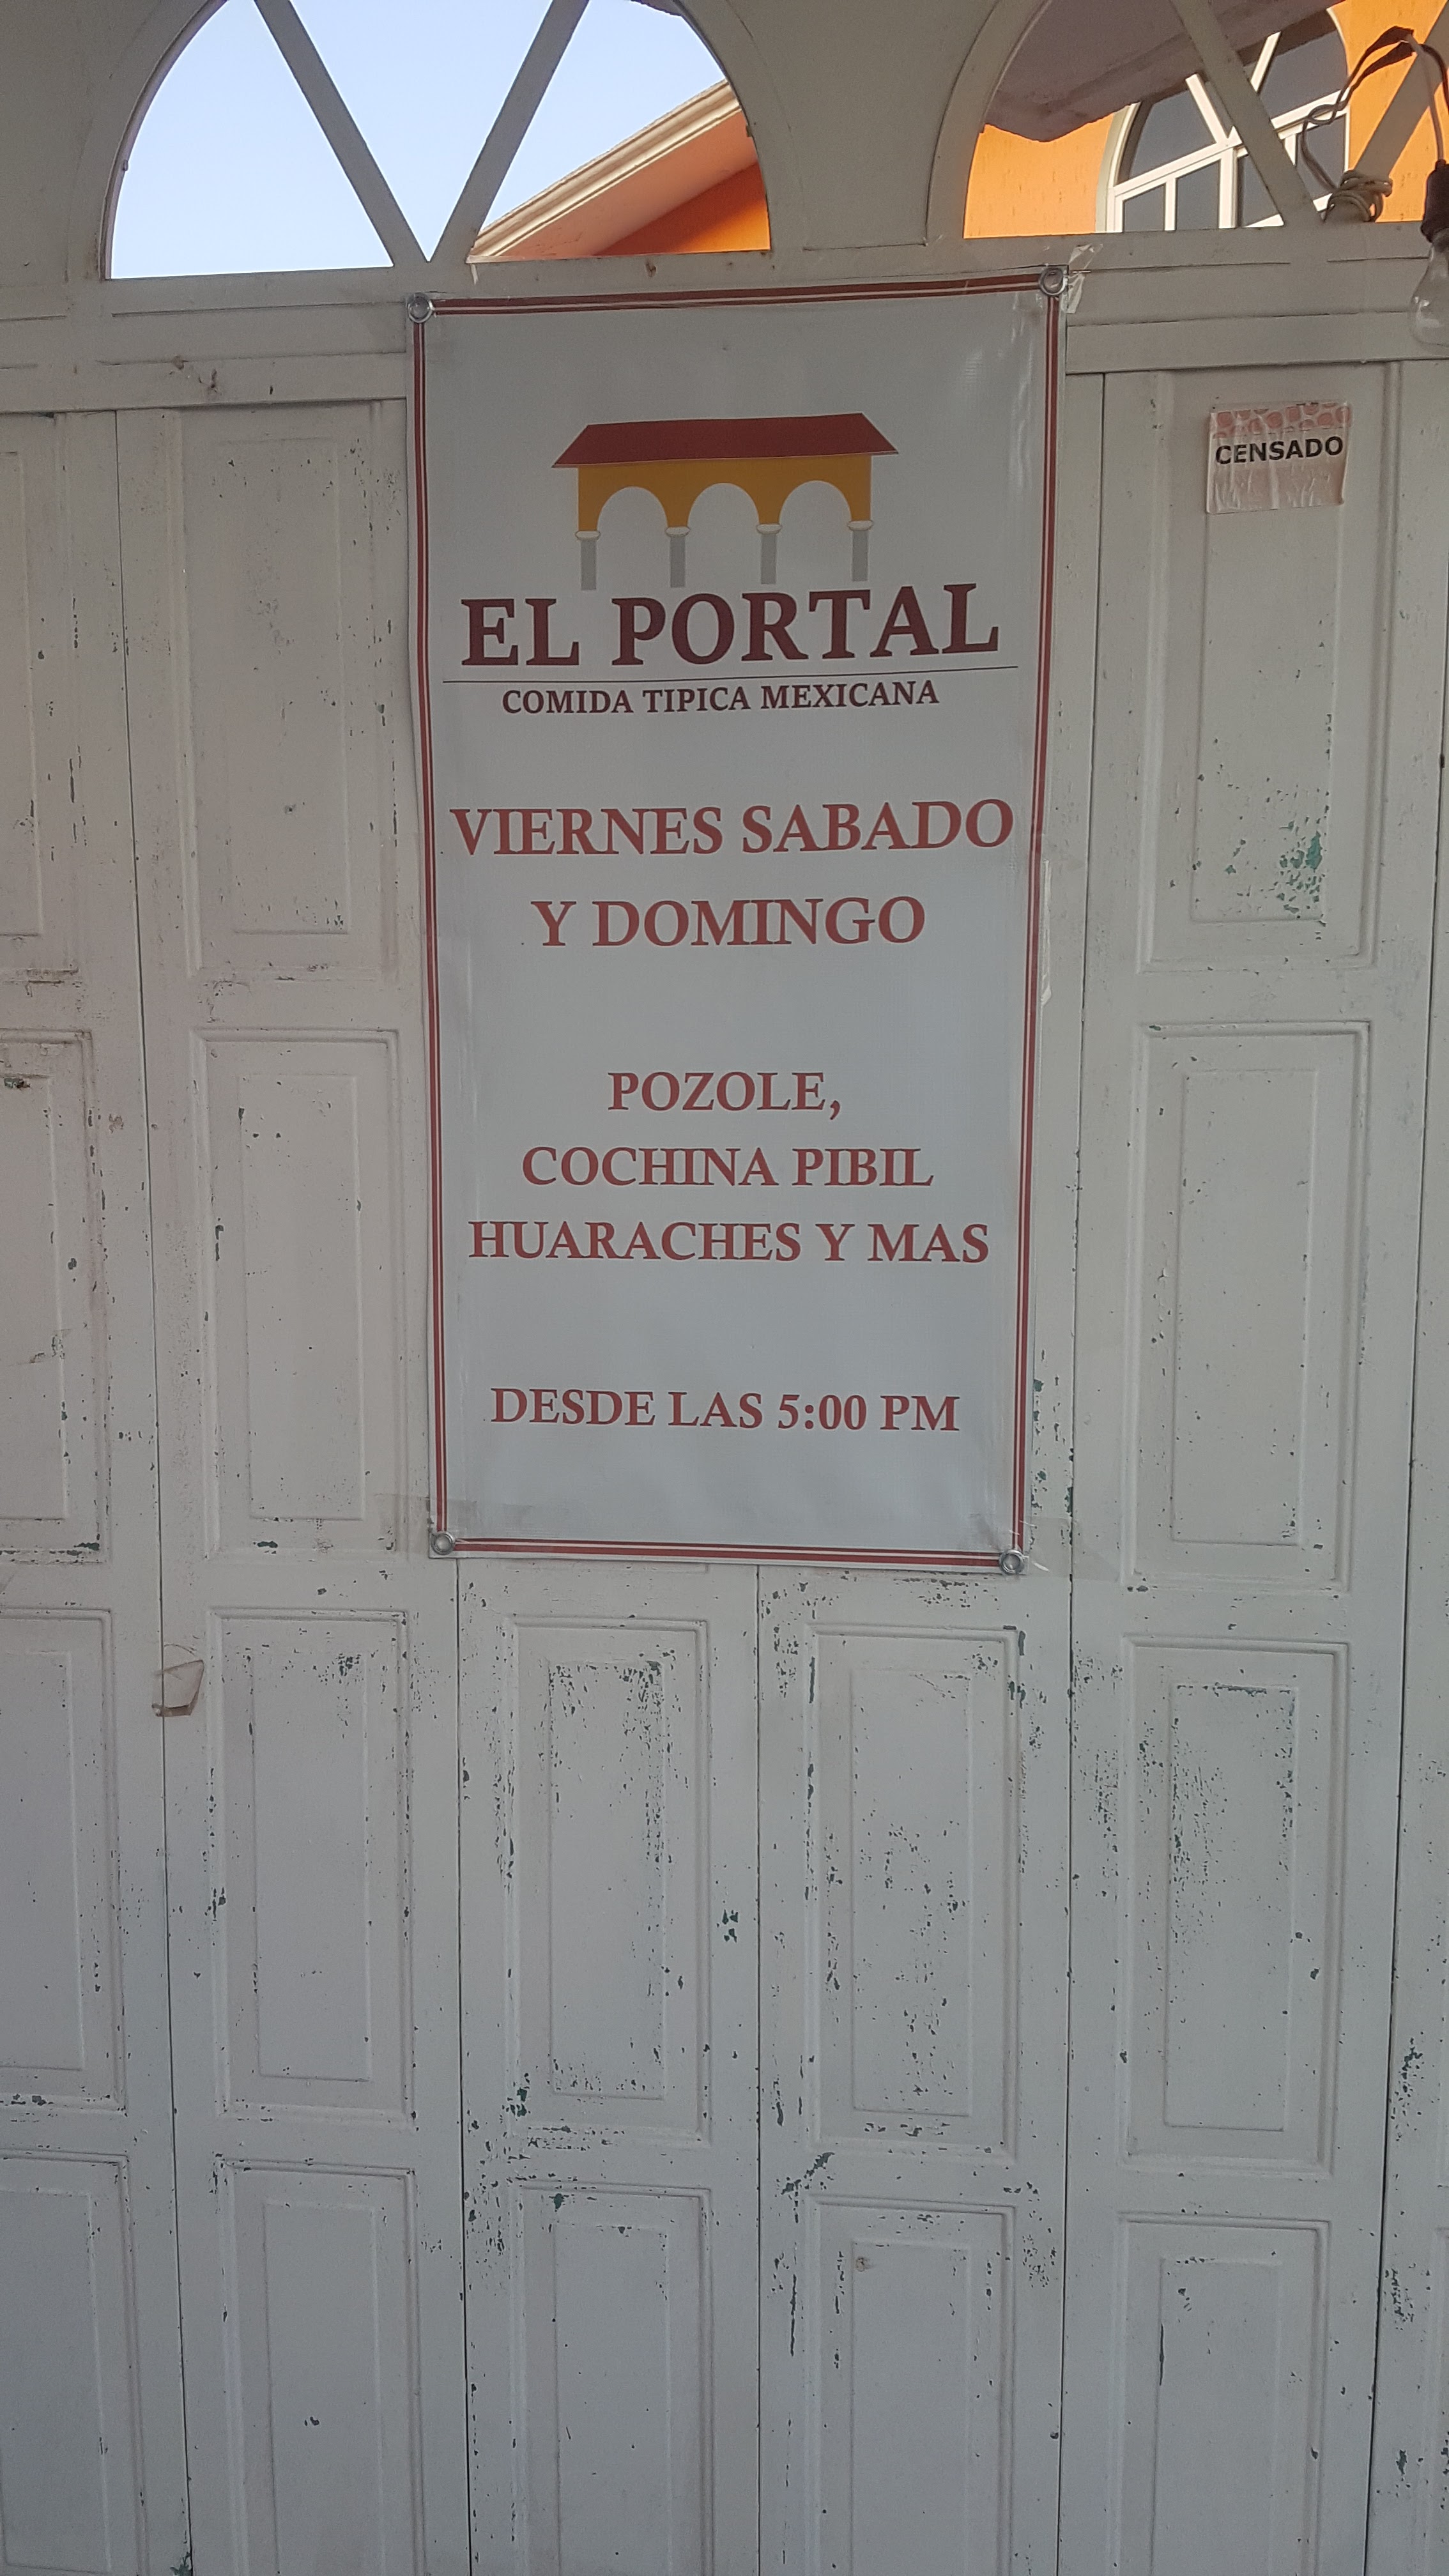 CENSADO
EL PORTAL
COMIDA TIPICA MEXICANA
VIERNES SABADO
Y DOMINGO
POZOLE,
COCHINA PIBIL
HUARACHES Y MAS
DESDE LAS 5:00 PM